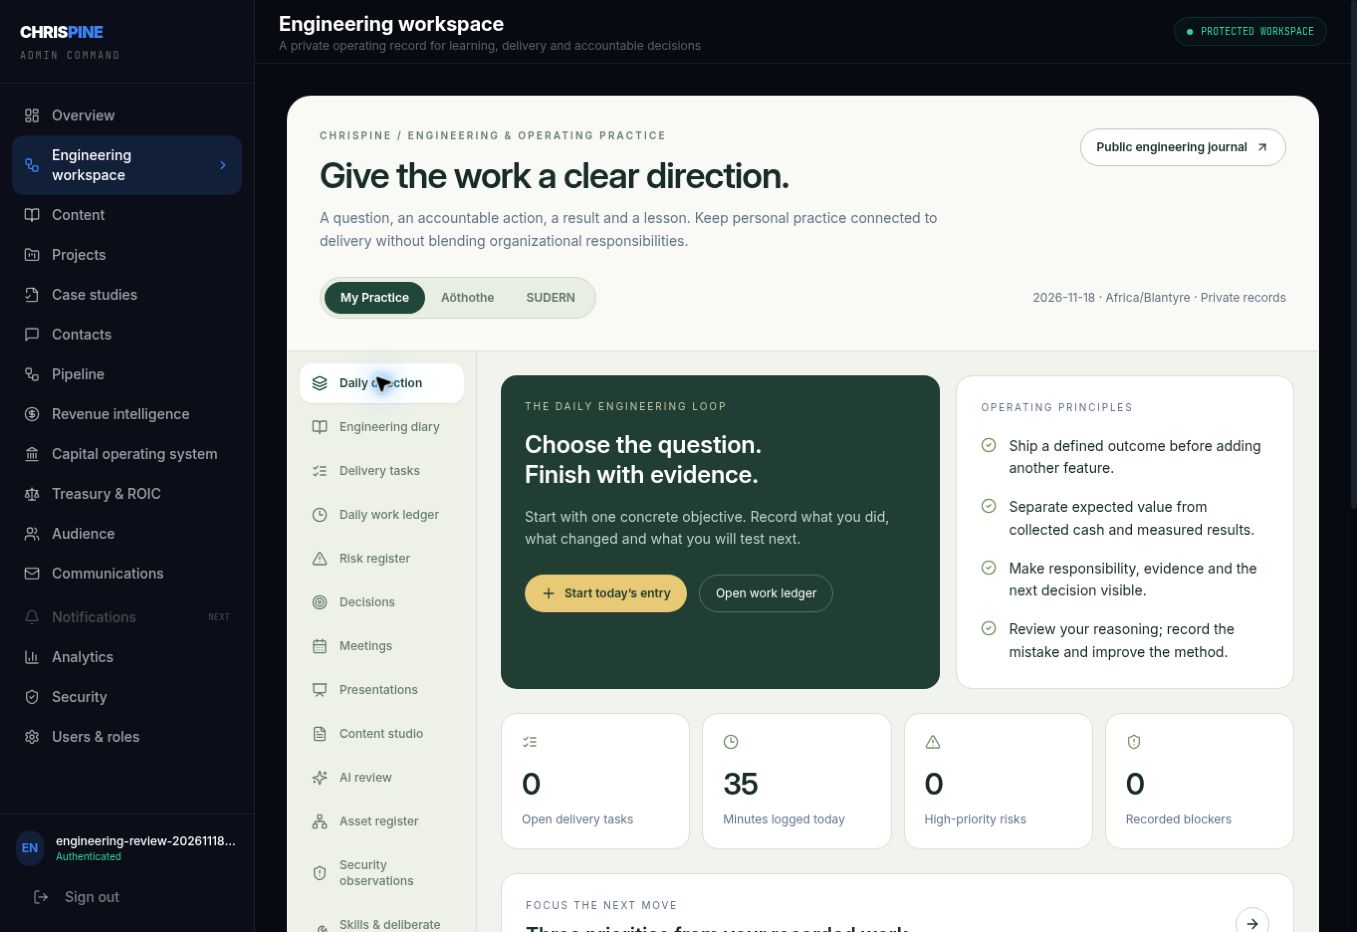 CHRISPINE
ADMIN COMMAND
Overview
Engineering
workspace
Content
Projects
Case studies
Contacts
Pipeline
Revenue intelligence
Capital operating system
Treasury & ROIC
Audience
Communications
Notifications NEXT
Analytics
Security
Users & roles
EN
engineering-review-20261118...
Authenticated
Sign out
Engineering workspace
A private operating record for learning, delivery and accountable decisions
PROTECTED WORKSPACE
CHRISPINE / ENGINEERING & OPERATING PRACTICE
Public engineering journal
Give the work a clear direction.
A question, an accountable action, a result and a lesson. Keep personal practice connected to
delivery without blending organizational responsibilities.
My Practice Aöthothe SUDERN
2026-11-18 · Africa/Blantyre · Private records
Daily
Engineering diary
Delivery tasks
Daily work ledger
Risk register
Decisions
Meetings
Presentations
Content studio
AI review
Asset register
Security
observations
Skills & deliberate
THE DAILY ENGINEERING LOOP
Choose the question.
Finish with evidence.
Start with one concrete objective. Record what you did,
what changed and what you will test next.
Start today's entry
Open work ledger
OPERATING PRINCIPLES
Ship a defined outcome before adding
another feature.
Separate expected value from
collected cash and measured results.
Make responsibility, evidence and the
next decision visible.
Review your reasoning; record the
mistake and improve the method.
0
Open delivery tasks
35
Minutes logged today
0
High-priority risks
0
Recorded blockers
FOCUS THE NEXT MOVE
Three priorities from your recorded work